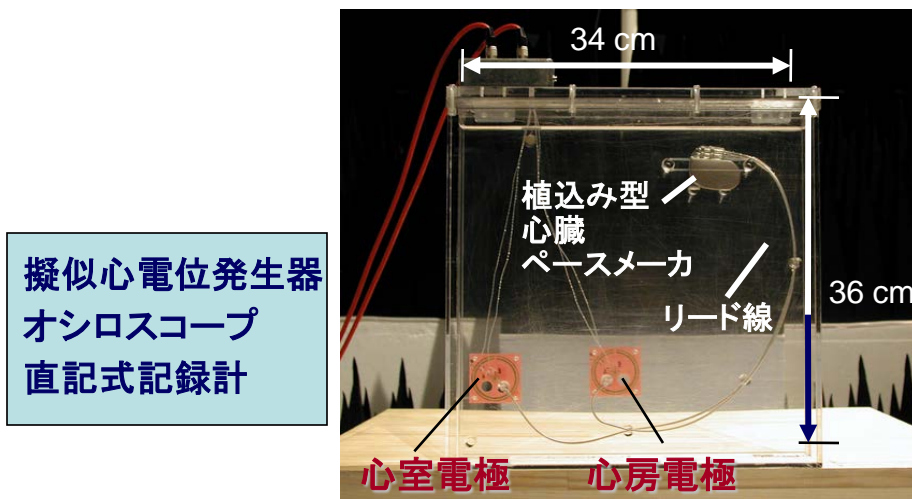 擬似心電位発生器
オシロスコープ
直記式記録計
34 cm
植込み型
心臓
ペースメーカ
リード線
36 cm
心室電極
心房電極